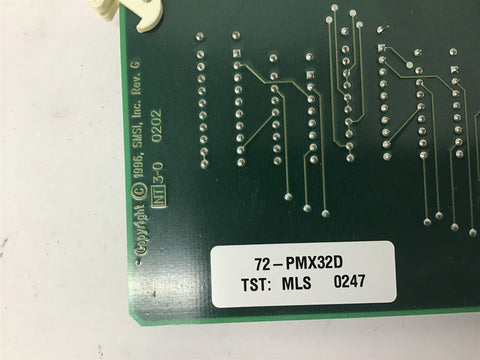 Copyright © 1996, SMSI, Inc. Rev. G
NT 3-0 0202
72-PMX32D
TST: MLS 0247